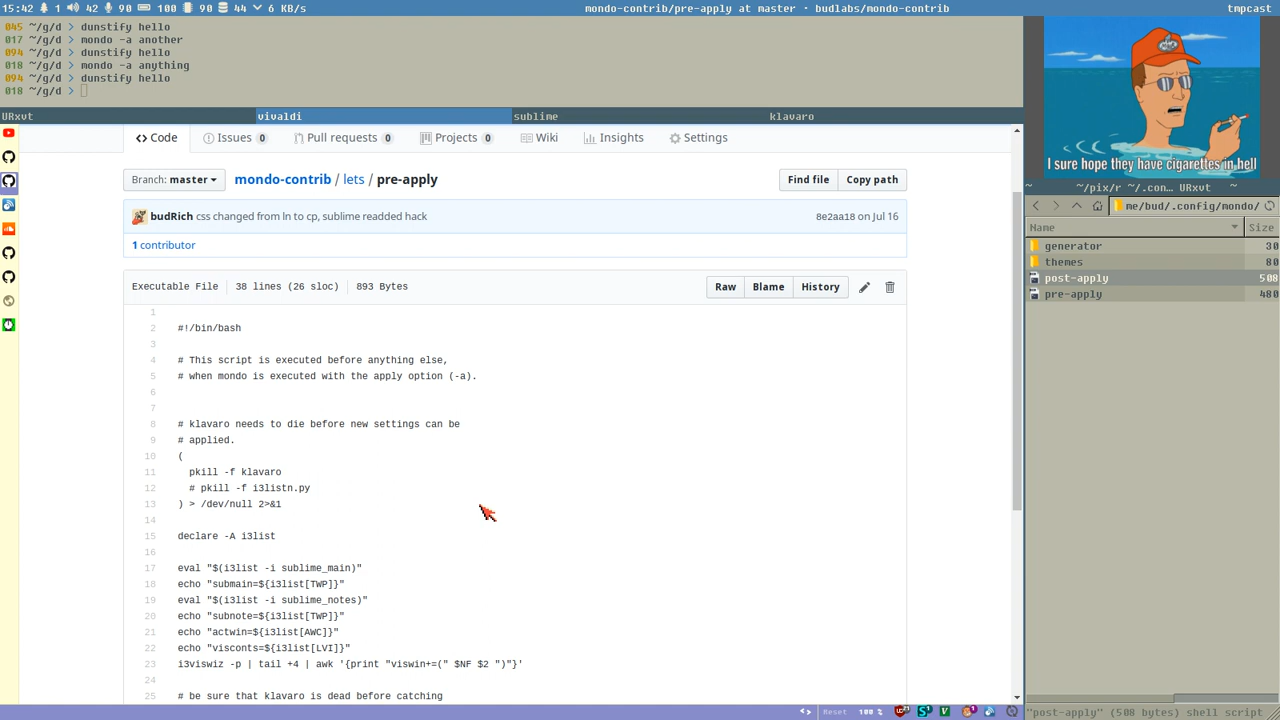 15:42 1 42 90 100 90 44 6 KB/s
mondo-contrib/pre-apply at master · budlabs/mondo-contrib
tmpcast
045 ~/g/d > dunstify hello
017 ~/g/d > mondo -a another
094 ~/g/d > dunstify hello
018 ~/g/d > mondo -a anything
094 ~/g/d > dunstify hello
018 ~/g/d >
I sure hope they have cigarettes in hell
URxvt vivaldi sublime klavaro
Code Issues 0 Pull requests 0 Projects 0 Wiki Insights Settings
Branch: master mondo-contrib / lets / pre-apply Find file Copy path
budRich css changed from ln to cp, sublime readded hack 8e2aa18 on Jul 16
1 contributor
Executable File 38 lines (26 sloc) 893 Bytes Raw Blame History
1
2 #!/bin/bash
3
4 # This script is executed before anything else,
5 # when mondo is executed with the apply option (-a).
6
7
8 # klavaro needs to die before new settings can be
9 # applied.
10 (
11 pkill -f klavaro
12 # pkill -f i3listn.py
13 ) > /dev/null 2>&1
14
15 declare -A i3list
16
17 eval "$(i3list -i sublime_main)"
18 echo "submain=${i3list[TWP]}"
19 eval "$(i3list -i sublime_notes)"
20 echo "subnote=${i3list[TWP]}"
21 echo "actwin=${i3list[AWC]}"
22 echo "visconts=${i3list[LVI]}"
23 i3viswiz -p | tail +4 | awk '{print "viswin+=(" $NF $2 ")"}'
24
25 # be sure that klavaro is dead before catching
~ ~/pix/r ~/.con... URxvt ~
me/bud/.config/mondo/
Name Size
generator 30
themes 80
post-apply 508
pre-apply 480
Reset 100 %
"post-apply" (508 bytes) shell script